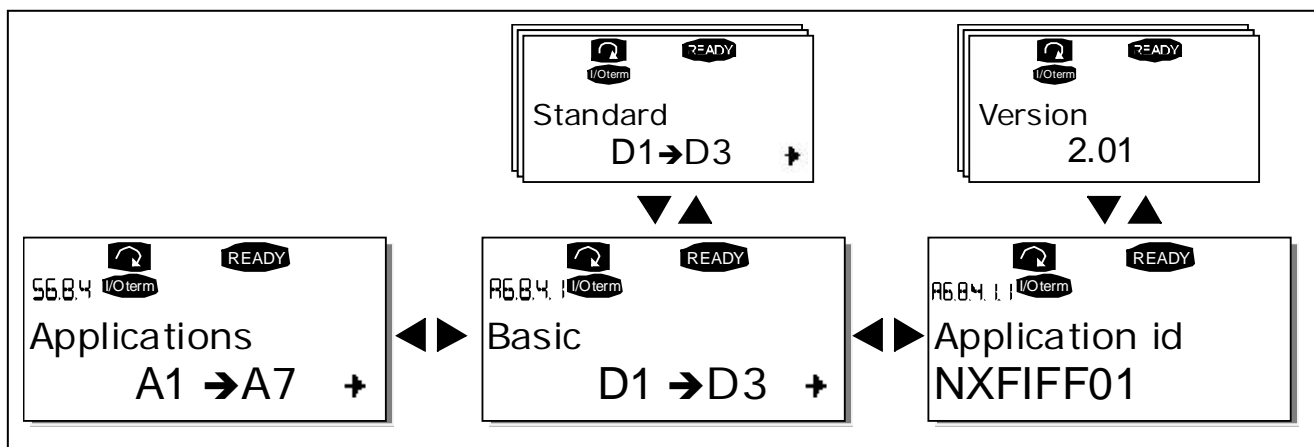 READY
I/Oterm
Standard
D1➔D3
READY
I/Oterm
Version
2.01
READY
S6.8.4 I/Oterm
Applications
A1 ➔A7
READY
A6.8.4.1 I/Oterm
Basic
D1 ➔D3
READY
A6.8.4.1.1 I/Oterm
Application id
NXFIFF01